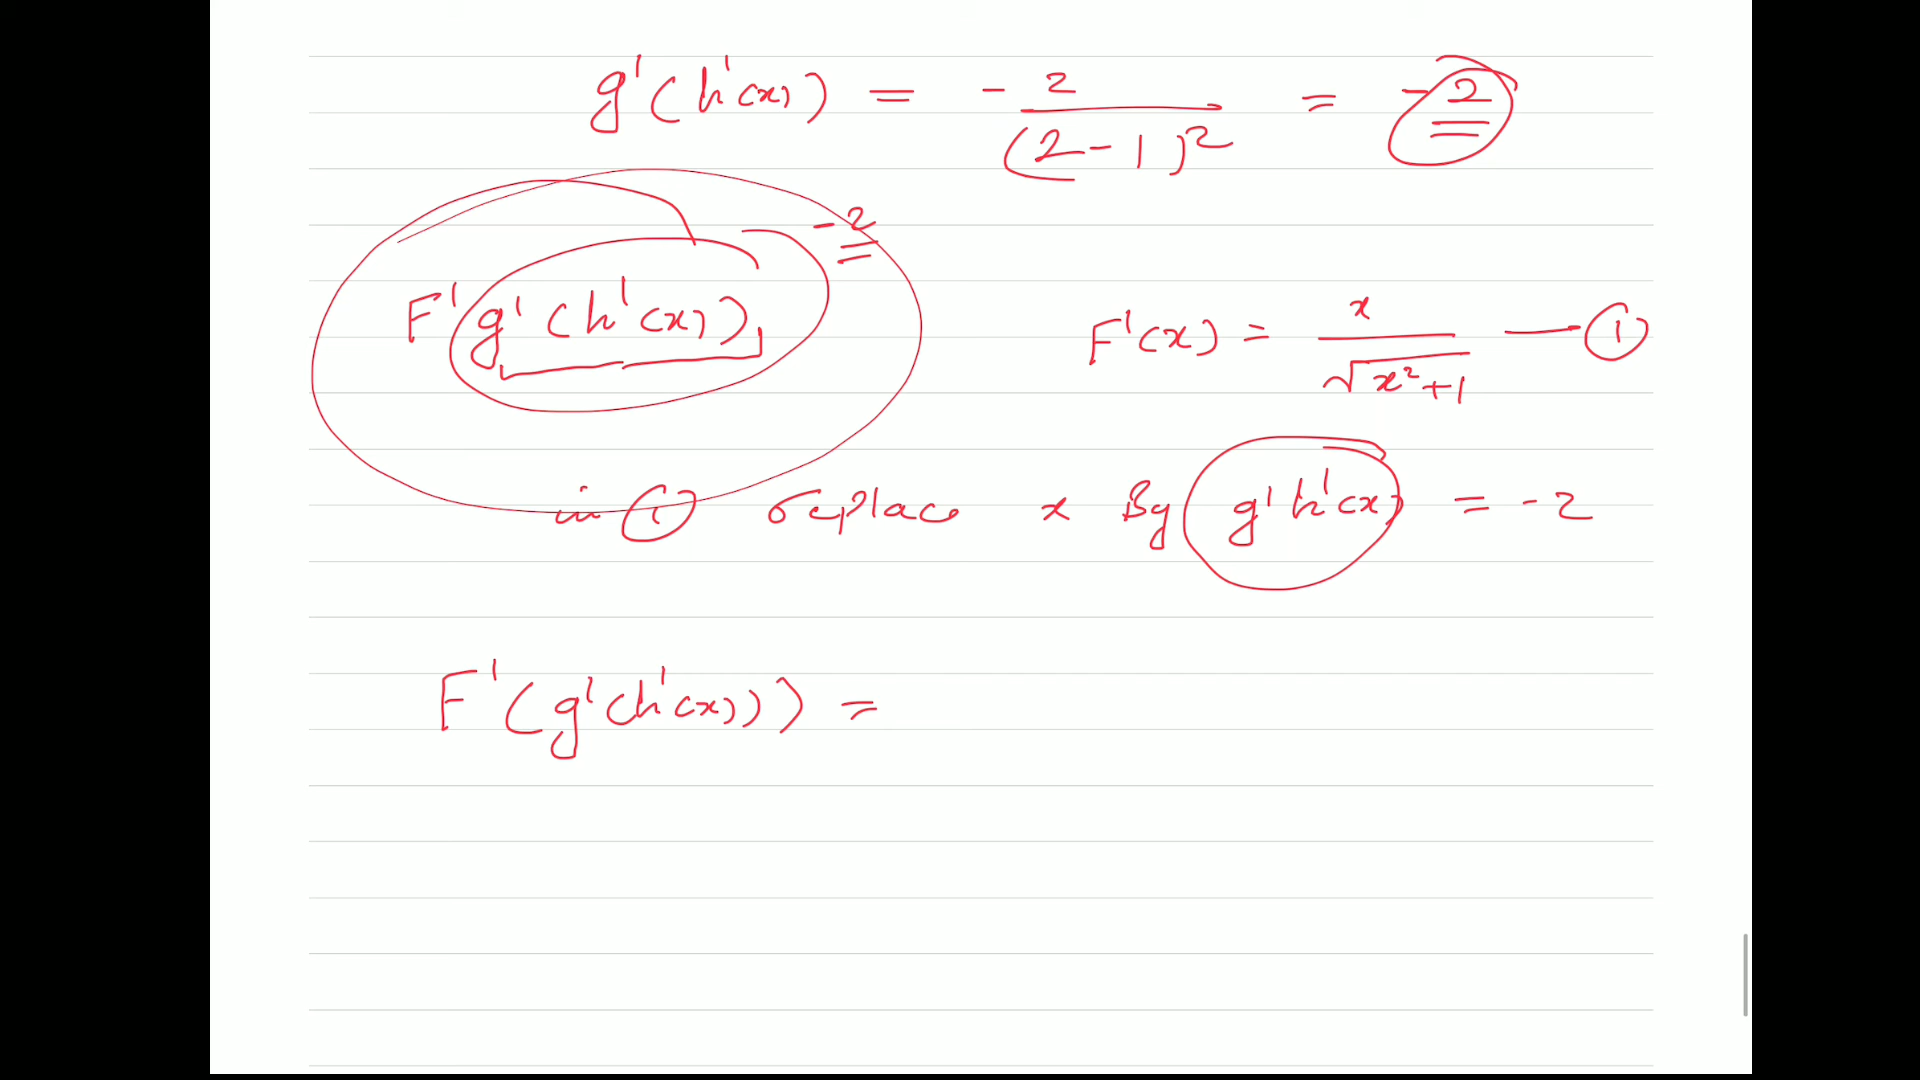 g'(h'(x)) = - 2 / (2-1)² = -2
-2
F'(g'(h'(x)) F'(x) = x / √x²+1 — ①
in ① replace x By g'h'(x) = -2
F'(g'(h'(x))) =